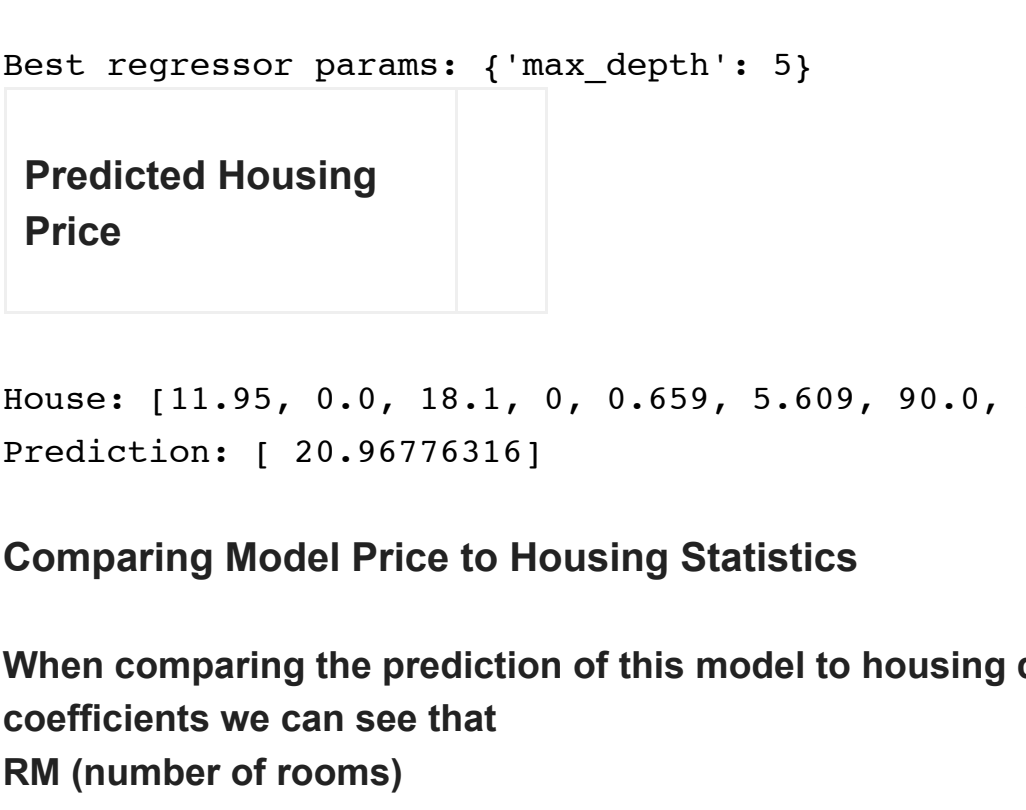 Best regressor params: {'max_depth': 5}
Predicted Housing
Price
House: [11.95, 0.0, 18.1, 0, 0.659, 5.609, 90.0,
Prediction: [ 20.96776316]
Comparing Model Price to Housing Statistics
When comparing the prediction of this model to housing
coefficients we can see that
RM (number of rooms)